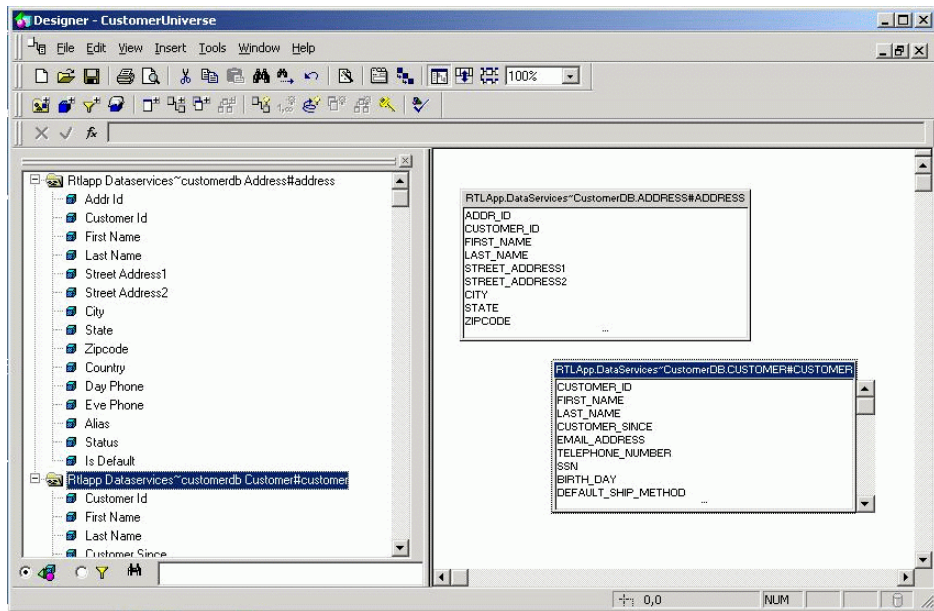 Designer - CustomerUniverse
File Edit View Insert Tools Window Help
100%
Rtlapp Dataservices~customerdb Address#address
Addr Id
Customer Id
First Name
Last Name
Street Address1
Street Address2
City
State
Zipcode
Country
Day Phone
Eve Phone
Alias
Status
Is Default
Rtlapp Dataservices~customerdb Customer#customer
Customer Id
First Name
Last Name
Customer Since
RTLApp.DataServices~CustomerDB.ADDRESS#ADDRESS
ADDR_ID
CUSTOMER_ID
FIRST_NAME
LAST_NAME
STREET_ADDRESS1
STREET_ADDRESS2
CITY
STATE
ZIPCODE
...
RTLApp.DataServices~CustomerDB.CUSTOMER#CUSTOMER
CUSTOMER_ID
FIRST_NAME
LAST_NAME
CUSTOMER_SINCE
EMAIL_ADDRESS
TELEPHONE_NUMBER
SSN
BIRTH_DAY
DEFAULT_SHIP_METHOD
...
0,0
NUM